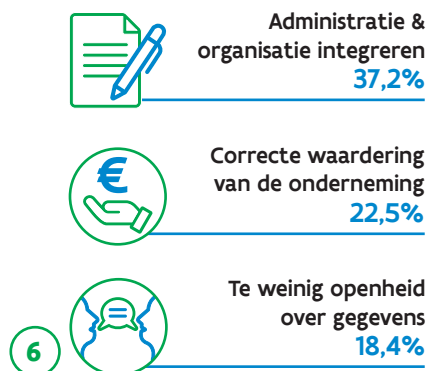 Administratie &
organisatie integreren
37,2%
€
Correcte waardering
van de onderneming
22,5%
Te weinig openheid
over gegevens
18,4%
6